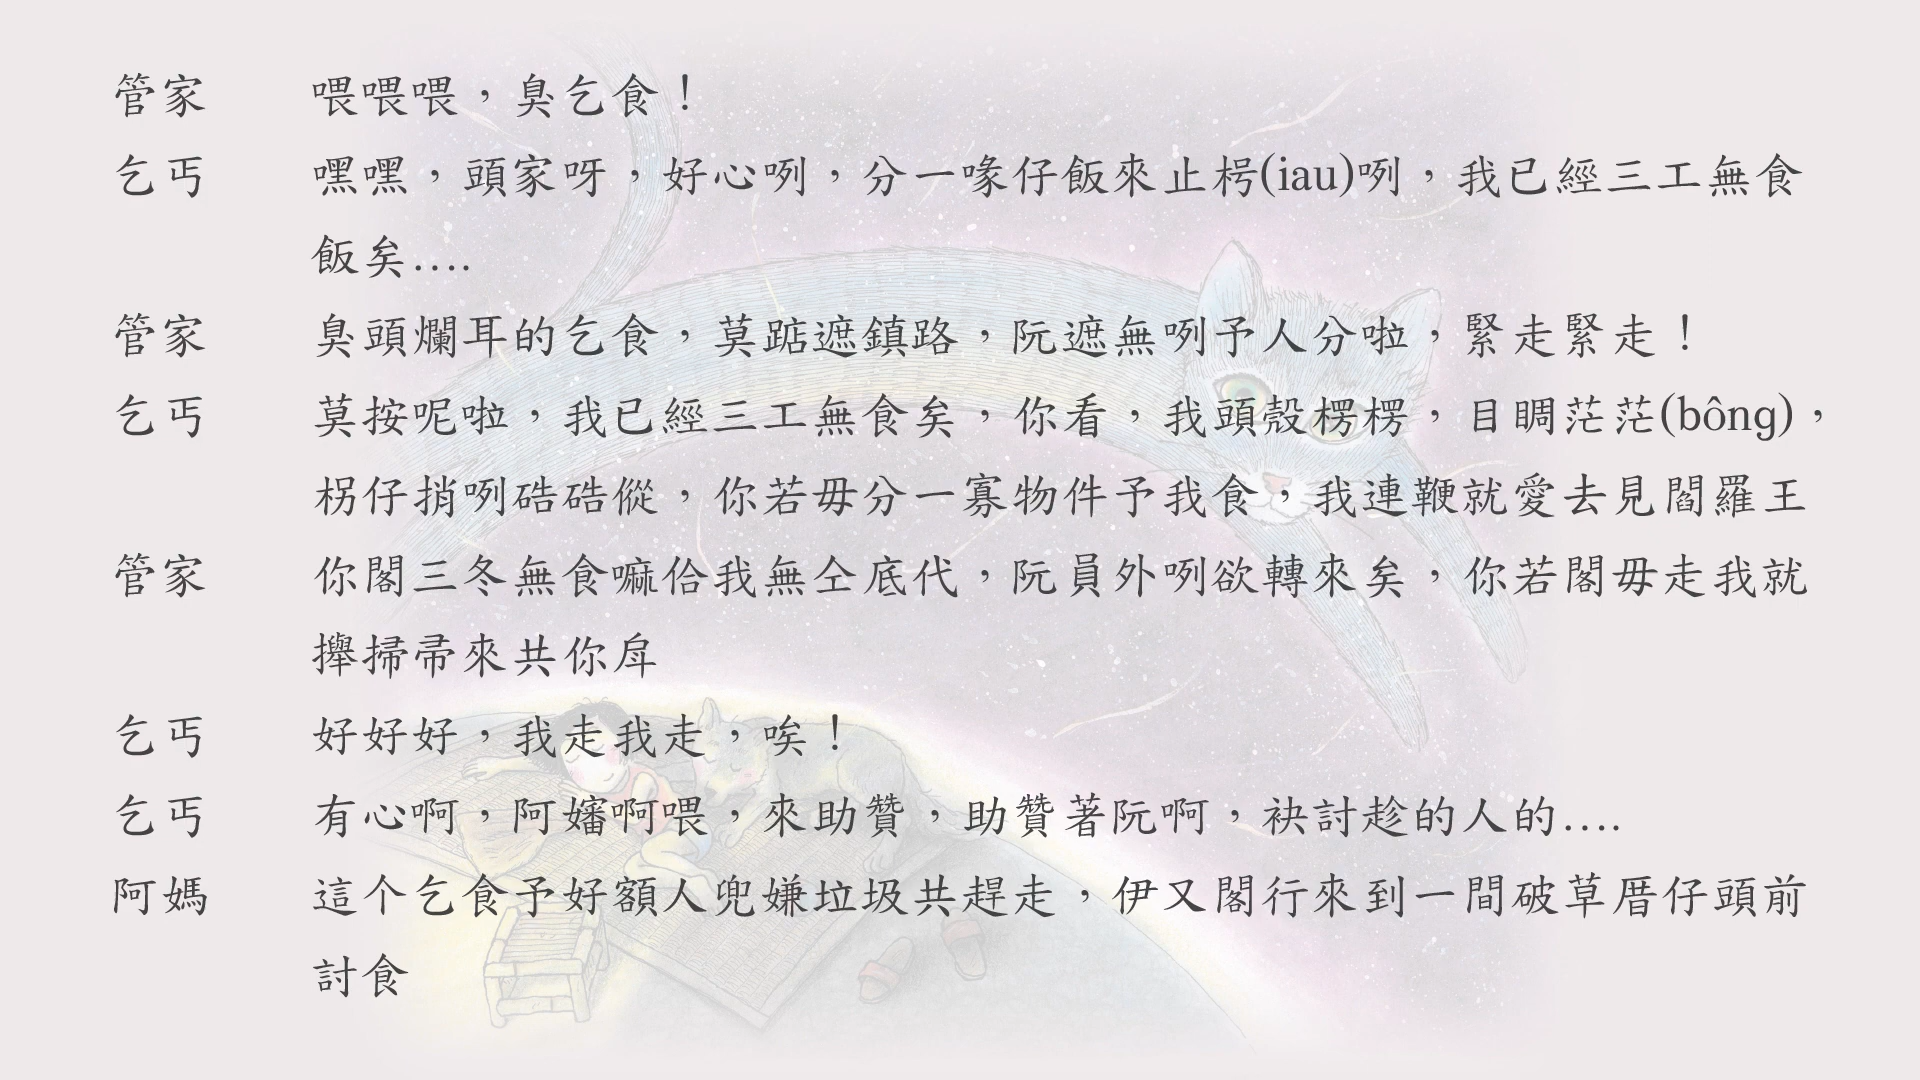 管家 喂喂喂，臭乞食！
乞丐 嘿嘿，頭家呀，好心咧，分一喙仔飯來止枵(iau)咧，我已經三工無食
飯矣....
管家 臭頭爛耳的乞食，莫踮遮鎮路，阮遮無咧予人分啦，緊走緊走！
乞丐 莫按呢啦，我已經三工無食矣，你看，我頭殼楞楞，目睭茫茫(bông)，
柺仔捎咧硞硞傱，你若毋分一寡物件予我食，我連鞭就愛去見閻羅王
管家 你閣三冬無食嘛佮我無仝底代，阮員外咧欲轉來矣，你若閣毋走我就
攑掃帚來共你戽
乞丐 好好好，我走我走，唉！
乞丐 有心啊，阿嬸啊喂，來助贊，助贊著阮啊，袂討趁的人的....
阿媽 這个乞食予好額人兜嫌垃圾共趕走，伊又閣行來到一間破草厝仔頭前
討食